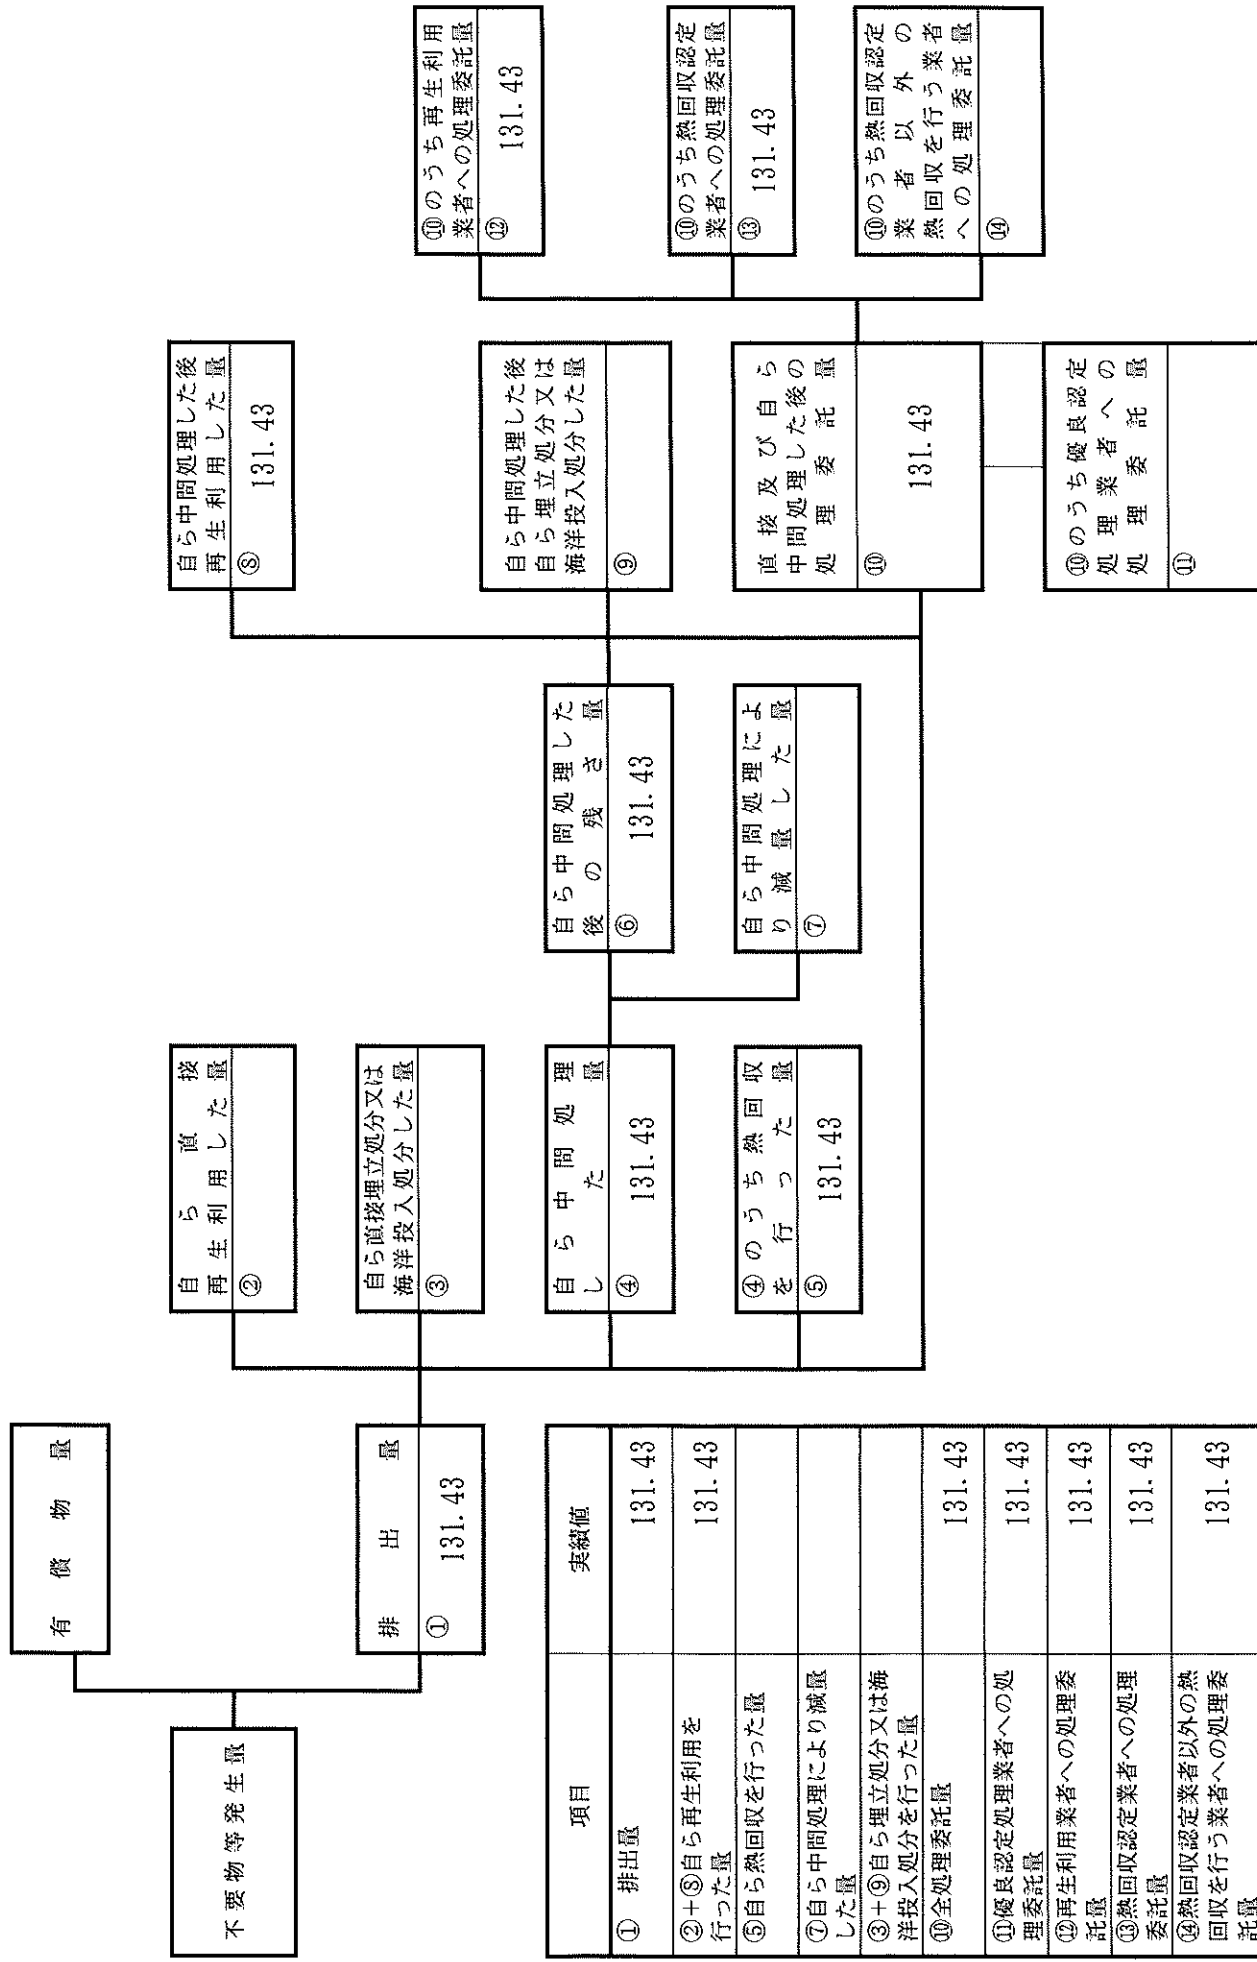 不要物等発生量
有償物量
排出量
① 131.43
自ら直接
再生利用した量
②
自ら直接埋立処分又は
海洋投入処分した量
③
自ら中間処理
した量
④ 131.43
④のうち熱回収
を行った量
⑤ 131.43
自ら中間処理した
後の残さ量
⑥ 131.43
自ら中間処理によ
り減量した量
⑦
自ら中間処理した後
再生利用した量
⑧ 131.43
自ら中間処理した後
自ら埋立処分又は
海洋投入処分した量
⑨
直接及び自ら
中間処理した後の
処理委託量
⑩ 131.43
⑩のうち優良認定
処理業者への
処理委託量
⑪
⑩のうち再生利用
業者への処理委託量
⑫ 131.43
⑩のうち熱回収認定
業者への処理委託量
⑬ 131.43
⑩のうち熱回収認定
業者以外の
熱回収を行う業者
への処理委託量
⑭
項目 実績値
① 排出量 131.43
②+⑧自ら再生利用を
行った量 131.43
⑤自ら熱回収を行った量
⑦自ら中間処理により減量
した量
③+⑨自ら埋立処分又は海
洋投入処分を行った量
⑩全処理委託量 131.43
⑪優良認定処理業者への処
理委託量 131.43
⑫再生利用業者への処理委
託量 131.43
⑬熱回収認定業者への処理
委託量 131.43
⑭熱回収認定業者以外の熱
回収を行う業者への処理委
託量 131.43